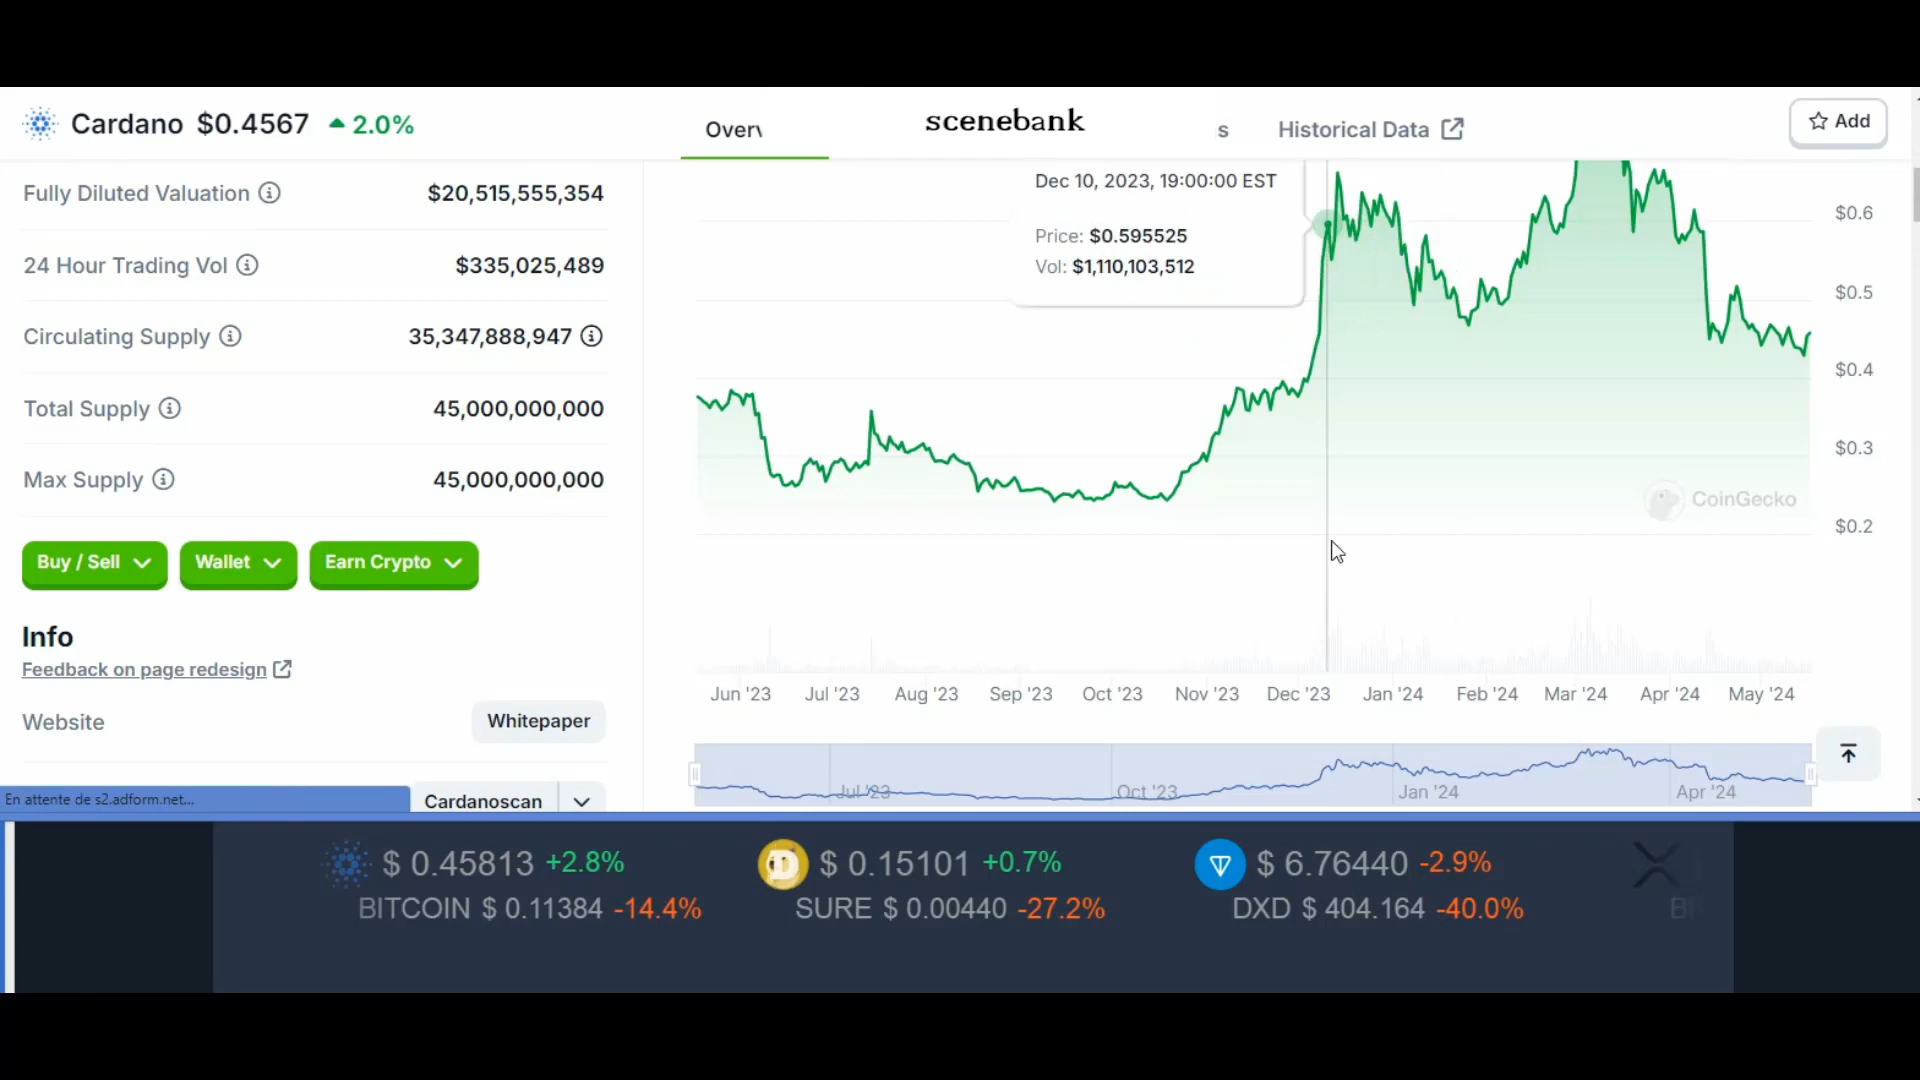 Cardano $0.4567 2.0%
Over
scenebank
s
Historical Data
Add
Fully Diluted Valuation $20,515,555,354
24 Hour Trading Vol $335,025,489
Circulating Supply 35,347,888,947
Total Supply 45,000,000,000
Max Supply 45,000,000,000
Buy / Sell
Wallet
Earn Crypto
Info
Feedback on page redesign
Website
Whitepaper
Cardanoscan
En attente de s2.adform.net...
Dec 10, 2023, 19:00:00 EST
Price: $0.595525
Vol: $1,110,103,512
$0.6
$0.5
$0.4
$0.3
$0.2
CoinGecko
Jun '23 Jul '23 Aug '23 Sep '23 Oct '23 Nov '23 Dec '23 Jan '24 Feb '24 Mar '24 Apr '24 May '24
Jul '23 Oct '23 Jan '24 Apr '24
$ 0.45813 +2.8%
BITCOIN $ 0.11384 -14.4%
$ 0.15101 +0.7%
SURE $ 0.00440 -27.2%
$ 6.76440 -2.9%
DXD $ 404.164 -40.0%